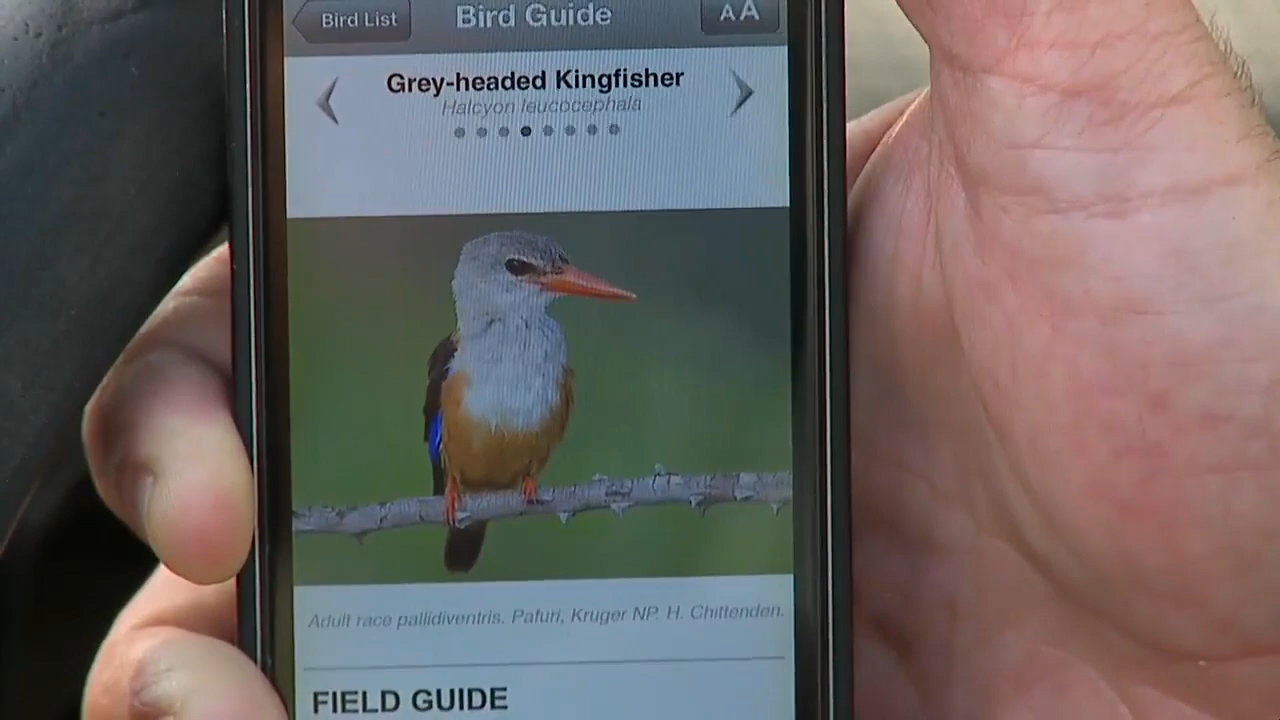 Bird List
Bird Guide
AA
Grey-headed Kingfisher
Halcyon leucocephala
Adult race pallidiventris. Pafuri, Kruger NP. H. Chittenden.
FIELD GUIDE